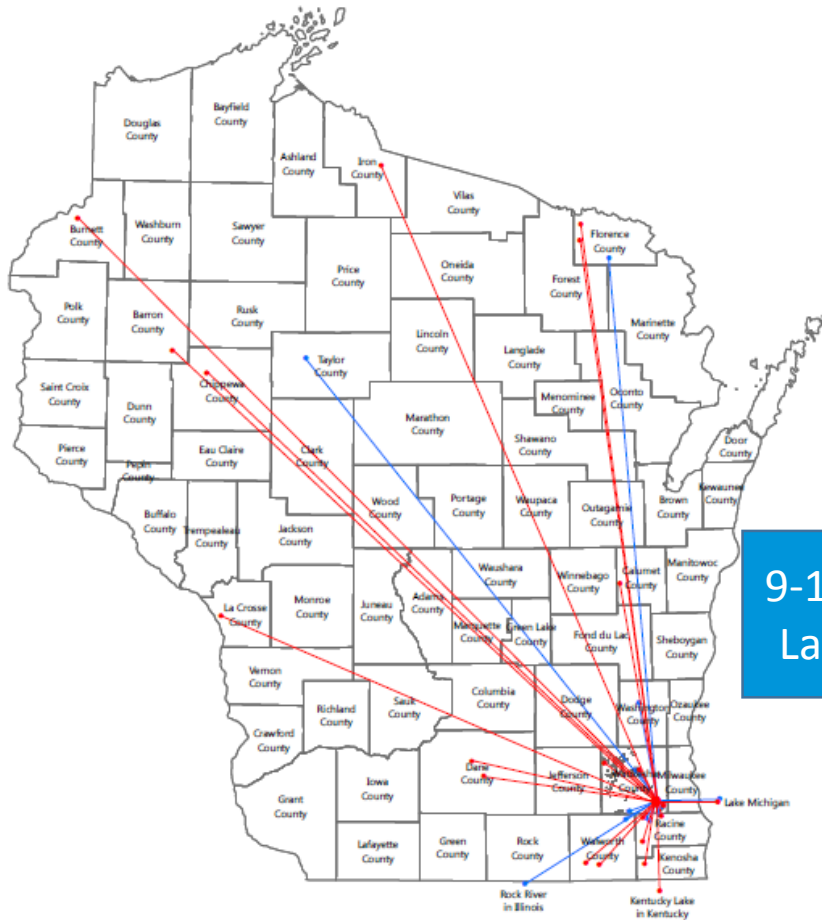 Bayfield
County
Douglas
County
Ashland
County
Iron
County
Vilas
County
Florence
County
Burnett
County
Washburn
County
Sawyer
County
Price
County
Oneida
County
Forest
County
Polk
County
Barron
County
Rusk
County
Lincoln
County
Langlade
County
Marinette
County
Taylor
County
Chippewa
County
Saint Croix
County
Dunn
County
Menominee
County
Oconto
County
Marathon
County
Pierce
County
Eau Claire
County
Clark
County
Shawano
County
Door
County
Pepin
County
Buffalo
County
Trempealeau
County
Jackson
County
Wood
County
Portage
County
Waupaca
County
Outagamie
County
Brown
County
Kewaunee
County
La Crosse
County
Monroe
County
Juneau
County
Adams
County
Waushara
County
Winnebago
County
Calumet
County
Manitowoc
County
9-1
La
Marquette
County
Green Lake
County
Fond du Lac
County
Sheboygan
County
Vernon
County
Richland
County
Sauk
County
Columbia
County
Dodge
County
Washington
County
Ozaukee
County
Crawford
County
Grant
County
Iowa
County
Dane
County
Jefferson
County
Waukesha
County
Milwaukee
County
Lake Michigan
Lafayette
County
Green
County
Rock
County
Walworth
County
Racine
County
Kenosha
County
Rock River
in Illinois
Kentucky Lake
in Kentucky